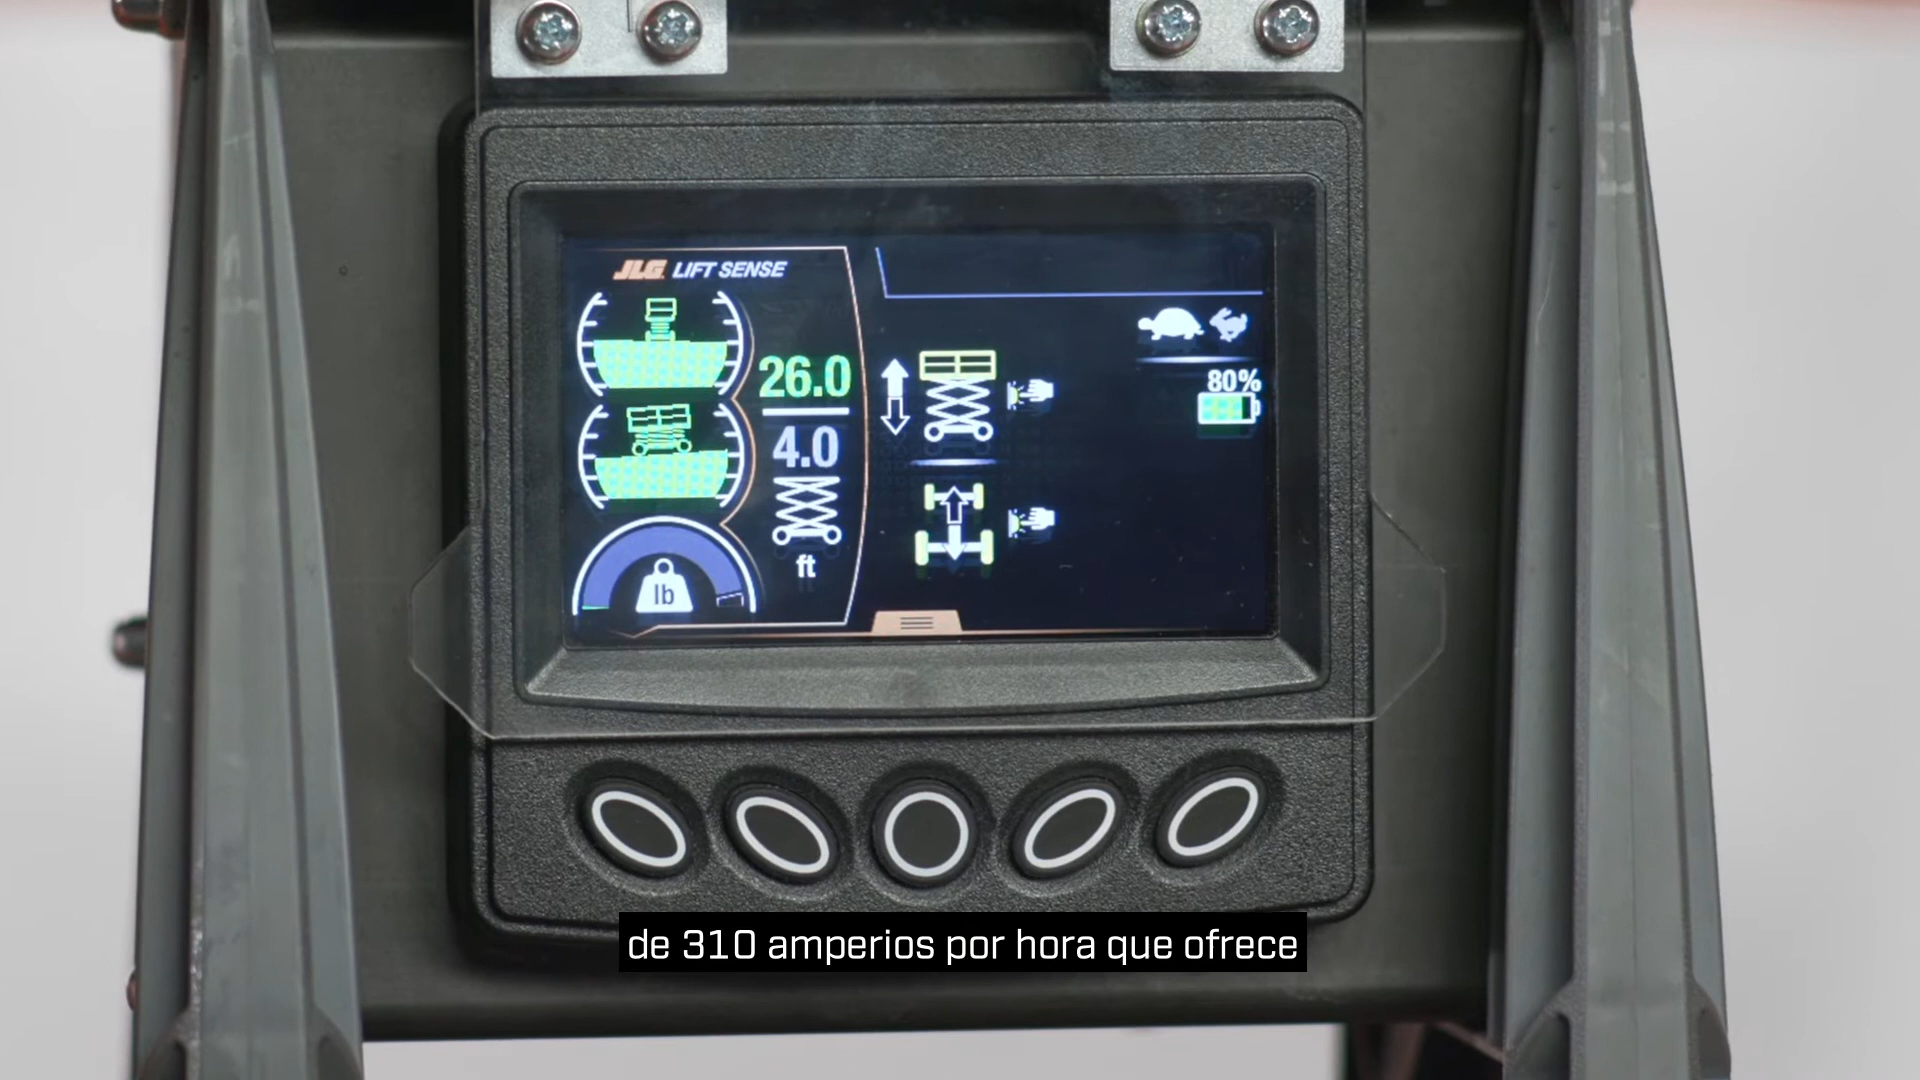 JLG LIFT SENSE
26.0
4.0
ft
lb
80%
de 310 amperios por hora que ofrece